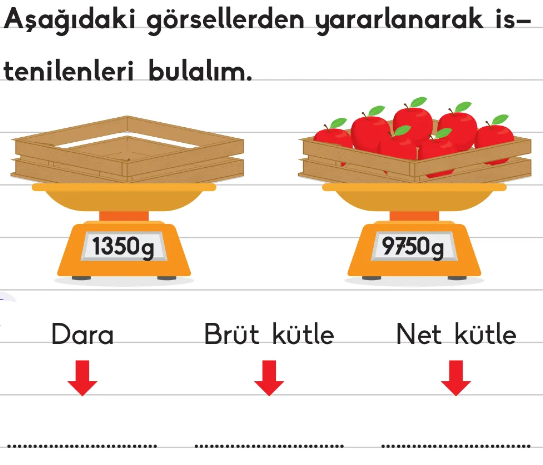 Aşağıdaki görsellerden yararlanarak is–
tenilenleri bulalım.
1350g 9750g
Dara Brüt kütle Net kütle
........................................ ........................................ ........................................